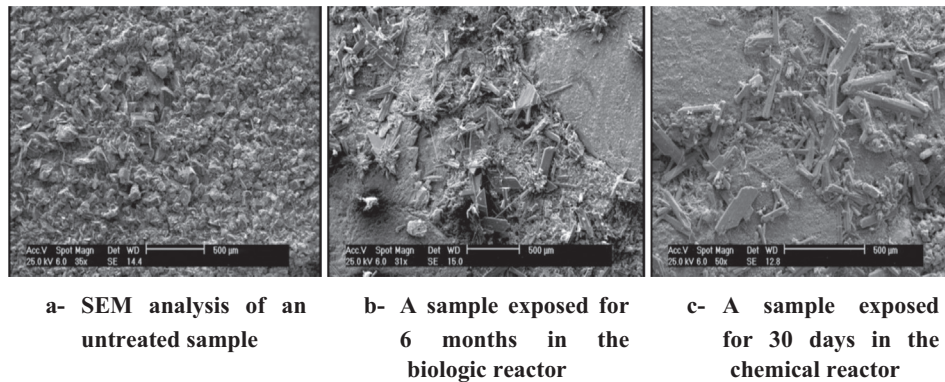 Acc.V Spot Magn Det WD 500 µm
25.0 kV 6.0 35x SE 14.4
Acc.V Spot Magn Det WD 500 µm
25.0 kV 6.0 31x SE 15.0
Acc.V Spot Magn Det WD 500 µm
25.0 kV 6.0 50x SE 12.8
a- SEM analysis of an
untreated sample
b- A sample exposed for
6 months in the
biologic reactor
c- A sample exposed
for 30 days in the
chemical reactor